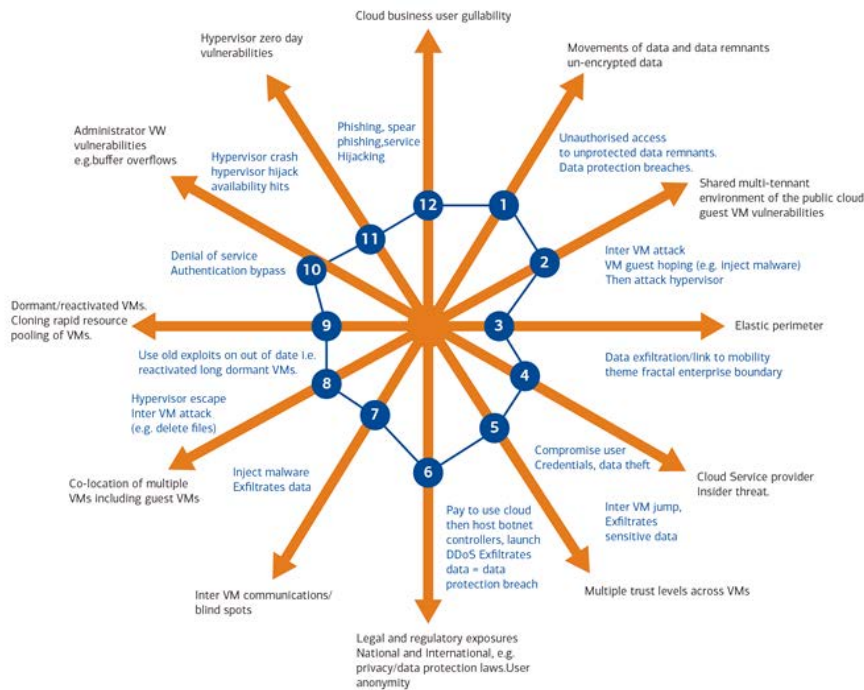 Cloud business user gullability
Hypervisor zero day
vulnerabilities
Movements of data and data remnants
un-encrypted data
Phishing, spear
phishing,service
Hijacking
Administrator VW
vulnerabilities
e.g.buffer overflows
Unauthorised access
to unprotected data remnants.
Data protection breaches.
Hypervisor crash
hypervisor hijack
availability hits
Shared multi-tennant
environment of the public cloud
guest VM vulnerabilities
12
1
11
2
10
Denial of service
Authentication bypass
Inter VM attack
VM guest hoping (e.g. inject malware)
Then attack hypervisor
Dormant/reactivated VMs.
Cloning rapid resource
pooling of VMs.
9
3
Elastic perimeter
Use old exploits on out of date i.e.
reactivated long dormant VMs.
Data exfiltration/link to mobility
theme fractal enterprise boundary
8
4
Hypervisor escape
Inter VM attack
(e.g. delete files)
7
5
Compromise user
Credentials, data theft
Co-location of multiple
VMs including guest VMs
Inject malware
Exfiltrates data
6
Cloud Service provider
Insider threat.
Pay to use cloud
then host botnet
controllers, launch
DDoS Exfiltrates
data = data
protection breach
Inter VM jump,
Exfiltrates
sensitive data
Inter VM communications/
blind spots
Multiple trust levels across VMs
Legal and regulatory exposures
National and International, e.g.
privacy/data protection laws.User
anonymity